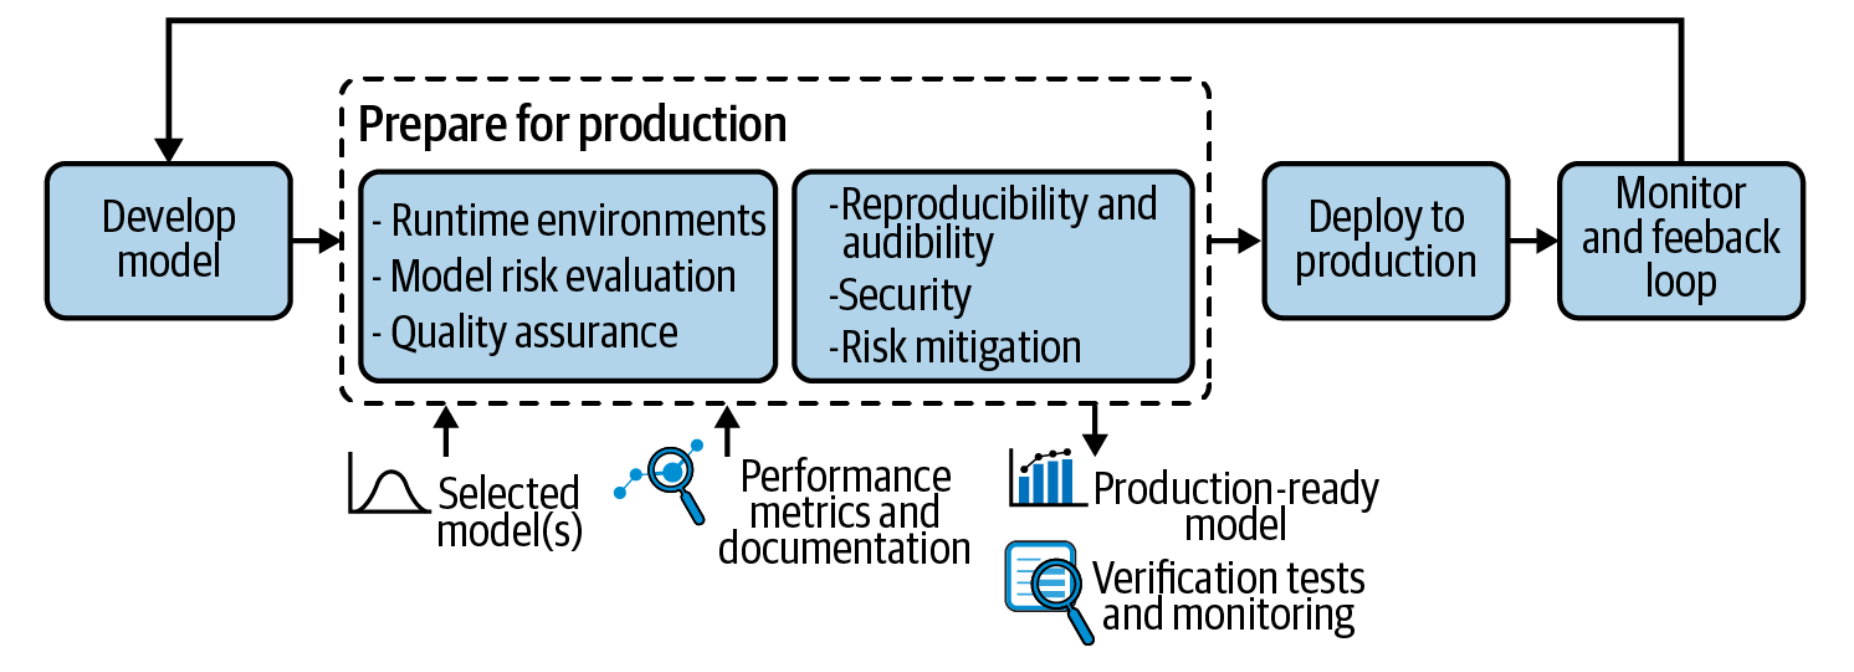 Prepare for production
Develop
model
- Runtime environments
- Model risk evaluation
- Quality assurance
-Reproducibility and
audibility
-Security
-Risk mitigation
Deploy to
production
Monitor
and feeback
loop
Selected
model(s)
Performance
metrics and
documentation
Production-ready
model
Verification tests
and monitoring